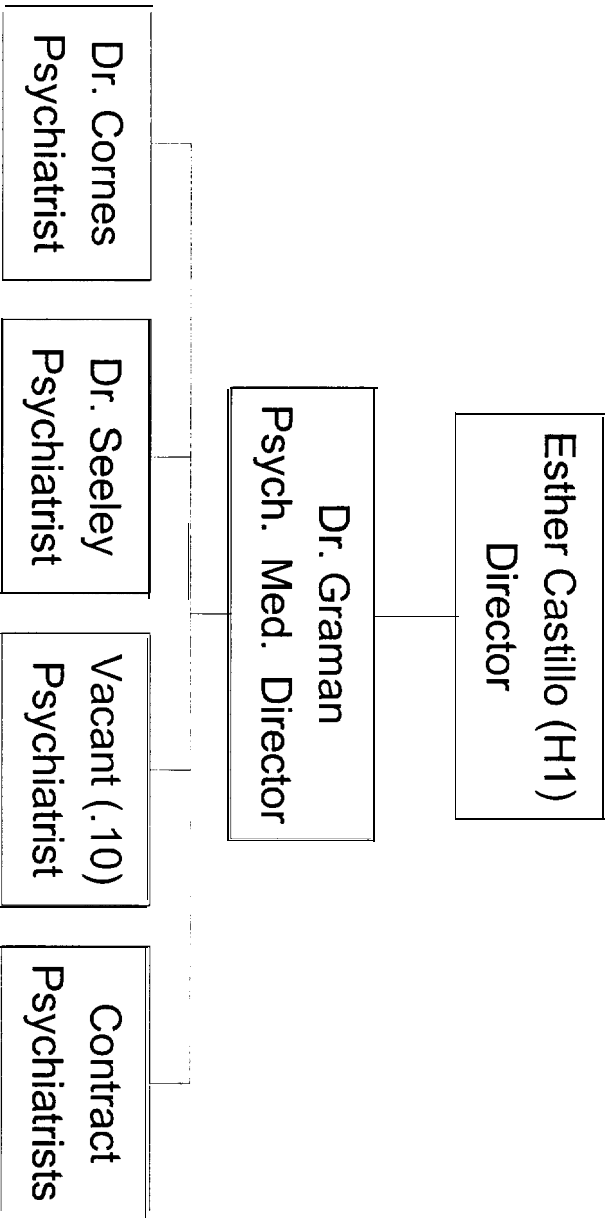 Esther Castillo (H1)
Director
Dr. Graman
Psych. Med. Director
Dr. Cornes
Psychiatrist
Dr. Seeley
Psychiatrist
Vacant (.10)
Psychiatrist
Contract
Psychiatrists